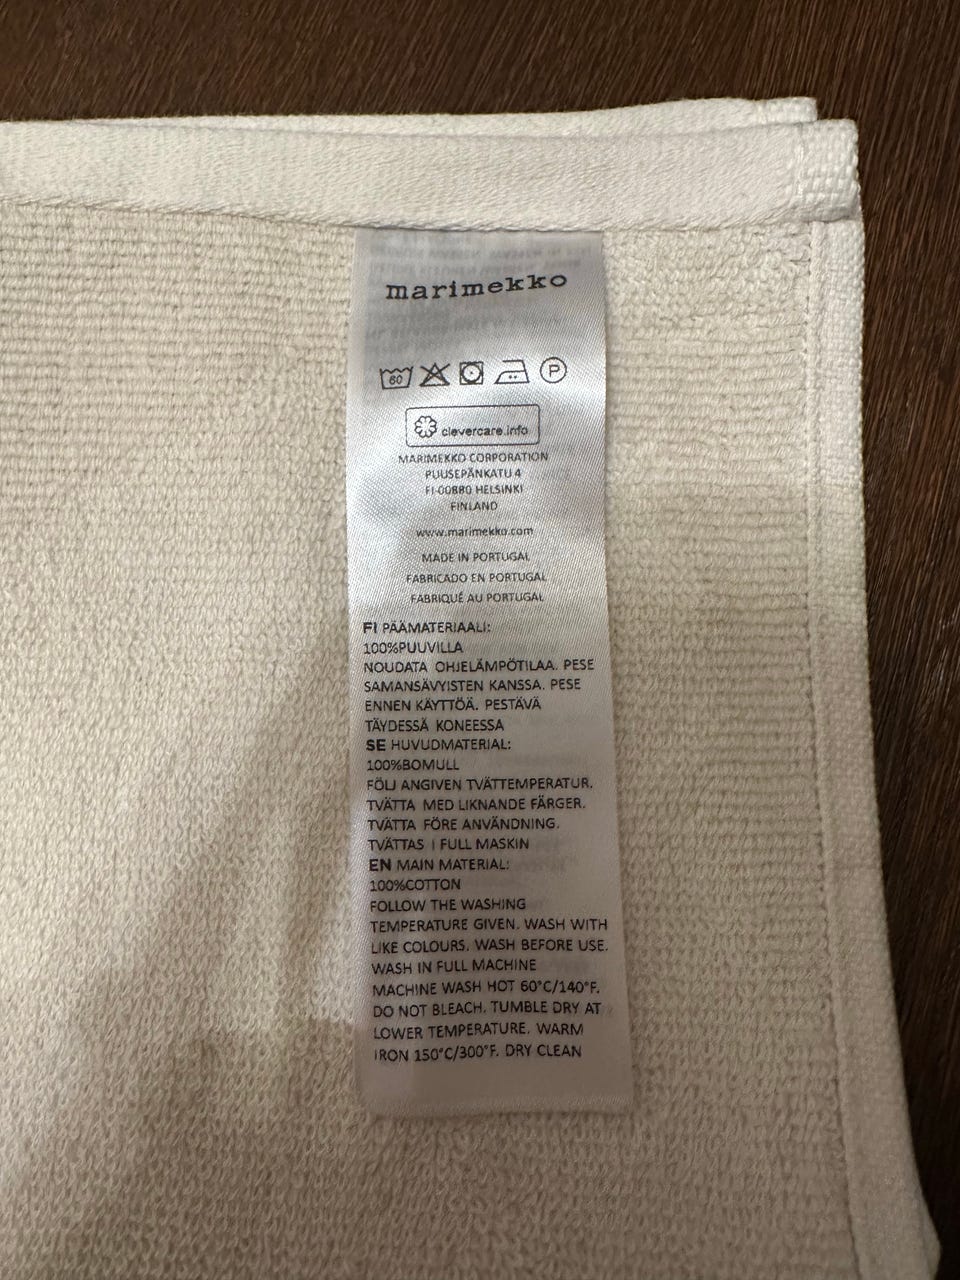 marimekko
60 P
clevercare.info
MARIMEKKO CORPORATION
PUUSEPÄNKATU 4
FI-00880 HELSINKI
FINLAND
www.marimekko.com
MADE IN PORTUGAL
FABRICADO EN PORTUGAL
FABRIQUÉ AU PORTUGAL
FI PÄÄMATERIAALI:
100%PUUVILLA
NOUDATA OHJELÄMPÖTILAA. PESE
SAMANSÄVYISTEN KANSSA. PESE
ENNEN KÄYTTÖÄ. PESTÄVÄ
TÄYDESSÄ KONEESSA
SE HUVUDMATERIAL:
100%BOMULL
FÖLJ ANGIVEN TVÄTTEMPERATUR.
TVÄTTA MED LIKNANDE FÄRGER.
TVÄTTA FÖRE ANVÄNDNING.
TVÄTTAS I FULL MASKIN
EN MAIN MATERIAL:
100%COTTON
FOLLOW THE WASHING
TEMPERATURE GIVEN. WASH WITH
LIKE COLOURS. WASH BEFORE USE.
WASH IN FULL MACHINE
MACHINE WASH HOT 60°C/140°F.
DO NOT BLEACH. TUMBLE DRY AT
LOWER TEMPERATURE. WARM
IRON 150°C/300°F. DRY CLEAN